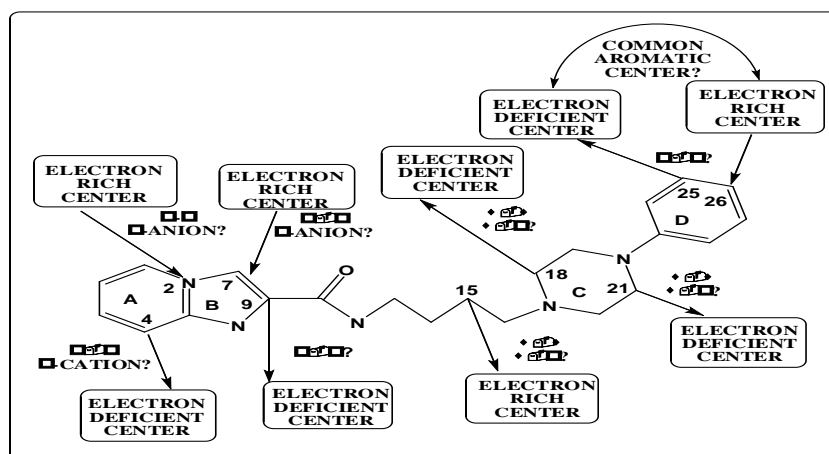 COMMON
AROMATIC
CENTER?
ELECTRON
DEFICIENT
CENTER
ELECTRON
RICH
CENTER
ELECTRON
DEFICIENT
CENTER
ELECTRON
RICH
CENTER
ELECTRON
RICH
CENTER
-ANION?
-ANION?
25
26
D
N
18
C
21
N
O
N
15
2
N
7
A
B
9
4
N
-CATION?
ELECTRON
DEFICIENT
CENTER
ELECTRON
DEFICIENT
CENTER
ELECTRON
RICH
CENTER
ELECTRON
DEFICIENT
CENTER